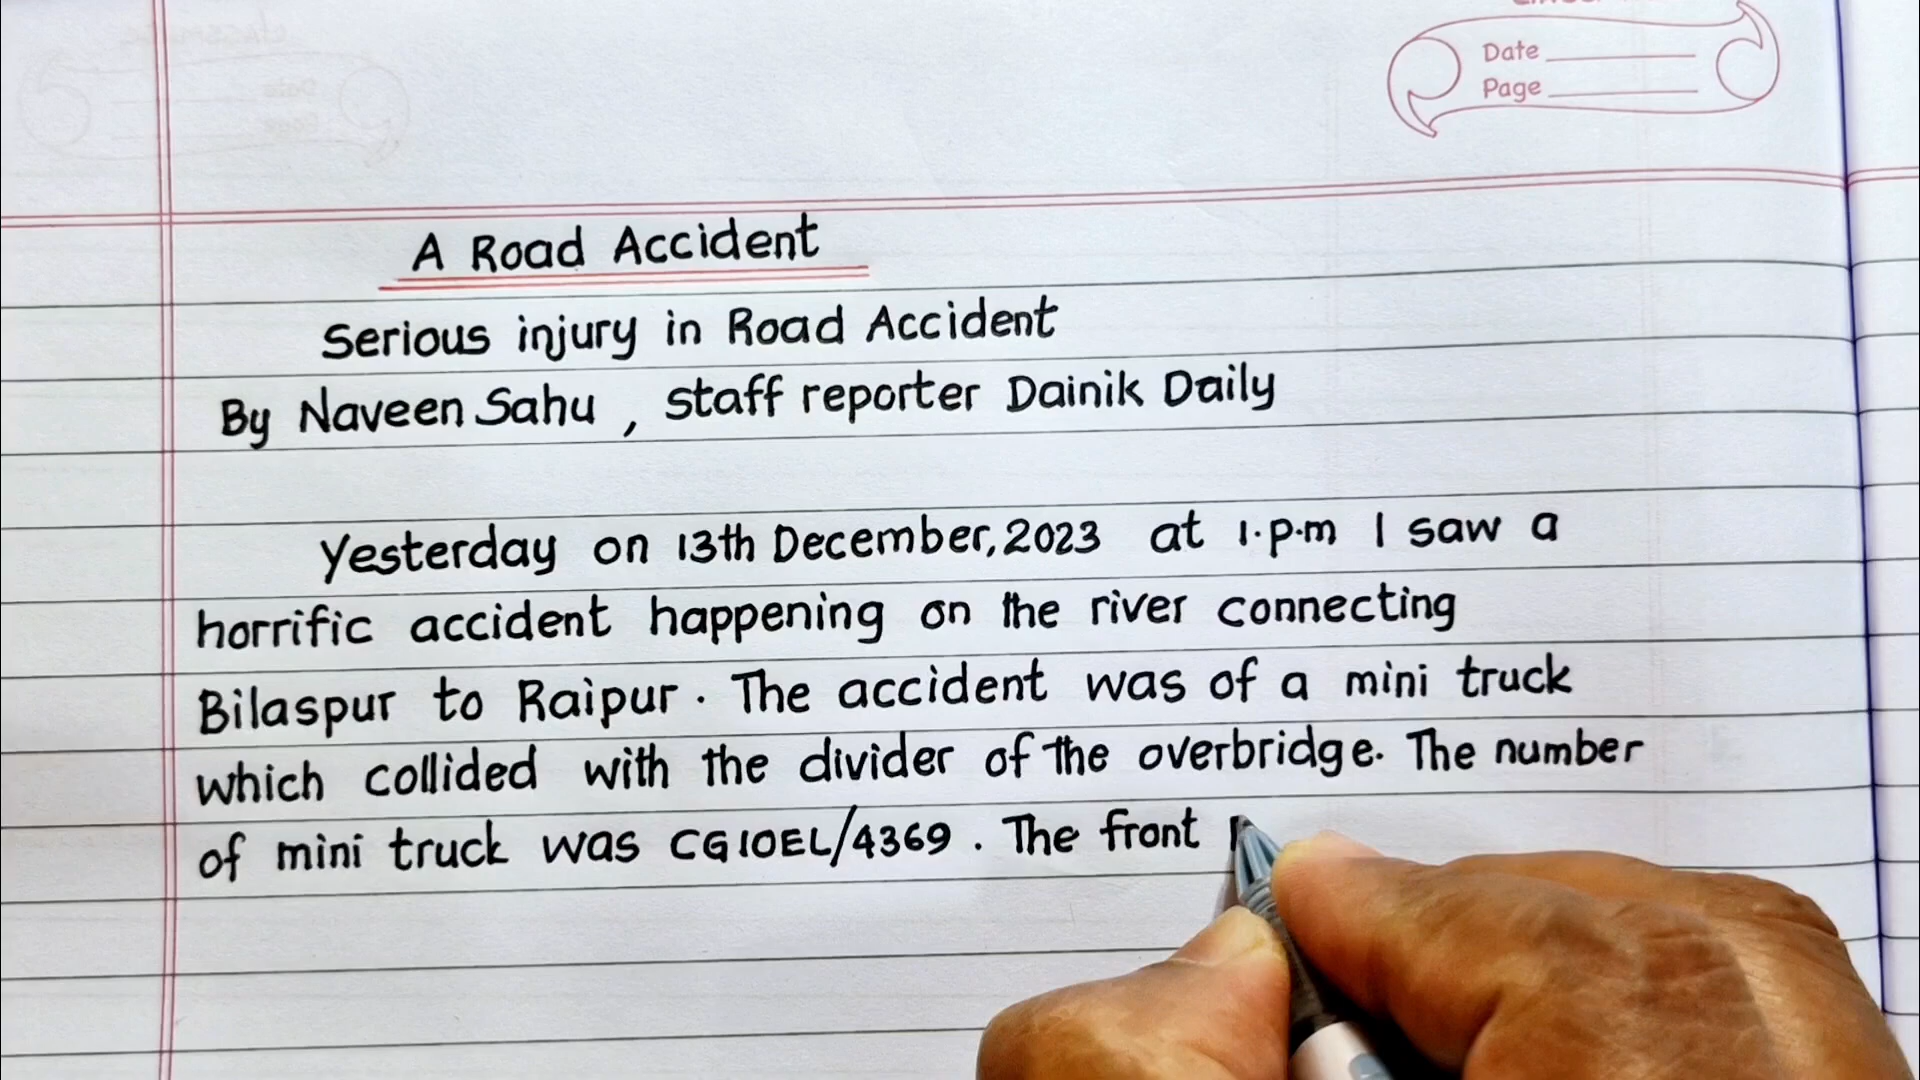 Date
Page
A Road Accident
Serious injury in Road Accident
By Naveen Sahu , staff reporter Dainik Daily
Yesterday on 13th December, 2023 at 1.p.m I saw a
horrific accident happening on the river connecting
Bilaspur to Raipur. The accident was of a mini truck
which collided with the divider of the overbridge. The number
of mini truck was CG10EL/4369. The front